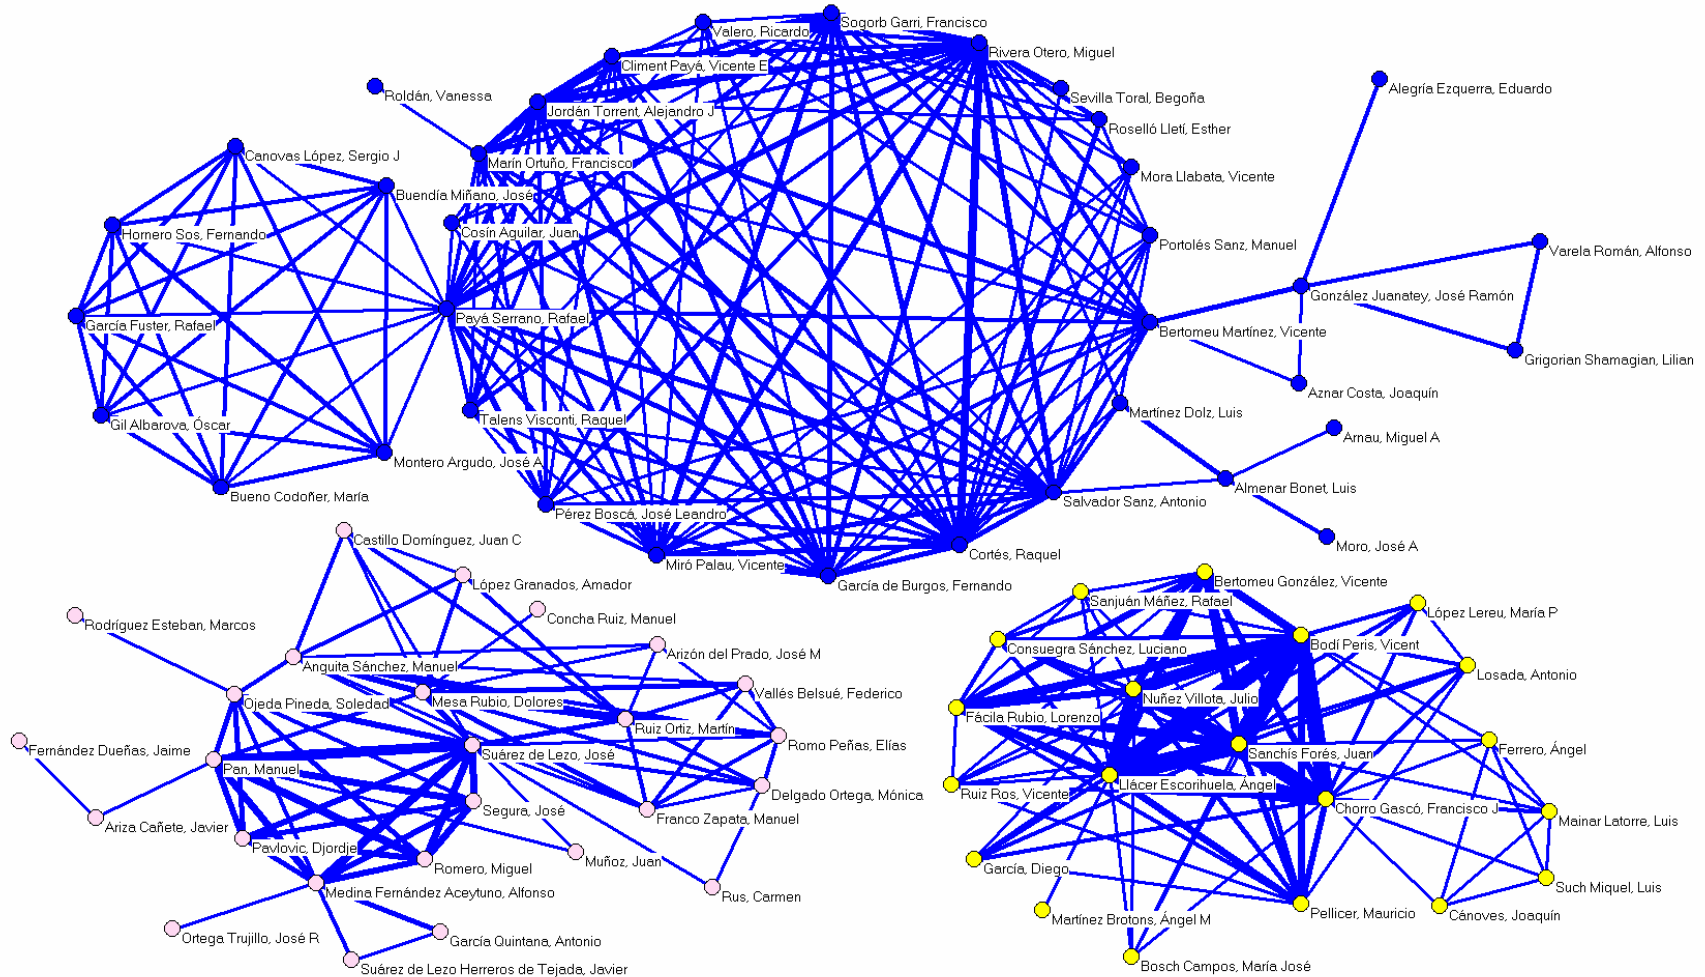 Sogorb Garri, Francisco
Valero, Ricardo
Rivera Otero, Miguel
Climent Payá, Vicente E
Alegría Ezquerra, Eduardo
Roldán, Vanessa
Sevilla Toral, Begoña
Jordán Torrent, Alejandro J
Roselló Lletí, Esther
Canovas López, Sergio J
Marín Ortuño, Francisco
Mora Llabata, Vicente
Buendía Miñano, José
Hornero Sos, Fernando
Cosín Aguilar, Juan
Portolés Sanz, Manuel
Varela Román, Alfonso
González Juanatey, José Ramón
García Fuster, Rafael
Payá Serrano, Rafael
Bertomeu Martínez, Vicente
Grigorian Shamagian, Lilian
Aznar Costa, Joaquín
Gil Albarova, Óscar
Talens Visconti, Raquel
Martínez Dolz, Luis
Arnau, Miguel A
Montero Argudo, José A
Almenar Bonet, Luis
Bueno Codoñer, María
Pérez Boscá, José Leandro
Salvador Sanz, Antonio
Castillo Domínguez, Juan C
Moro, José A
Cortés, Raquel
Miró Palau, Vicente
García de Burgos, Fernando
López Granados, Amador
Bertomeu González, Vicente
Sanjuán Máñez, Rafael
López Lereu, María P
Concha Ruiz, Manuel
Rodríguez Esteban, Marcos
Bodí Peris, Vicent
Consuegra Sánchez, Luciano
Arizón del Prado, José M
Anguita Sánchez, Manuel
Losada, Antonio
Vallés Belsué, Federico
Mesa Rubio, Dolores
Ojeda Pineda, Soledad
Nuñez Villota, Julio
Fácila Rubio, Lorenzo
Ruiz Ortiz, Martín
Romo Peñas, Elías
Fernández Dueñas, Jaime
Suárez de Lezo, José
Sanchís Forés, Juan
Ferrero, Ángel
Pan, Manuel
Llácer Escorihuela, Ángel
Ruiz Ros, Vicente
Delgado Ortega, Mónica
Segura, José
Chorro Gascó, Francisco J
Franco Zapata, Manuel
Mainar Latorre, Luis
Ariza Cañete, Javier
Pavlovic, Djordje
Muñoz, Juan
Romero, Miguel
García, Diego
Medina Fernández Aceytuno, Alfonso
Rus, Carmen
Such Miquel, Luis
Martínez Brotons, Ángel M
Pellicer, Mauricio
Cánoves, Joaquín
Ortega Trujillo, José R
García Quintana, Antonio
Suárez de Lezo Herreros de Tejada, Javier
Bosch Campos, María José